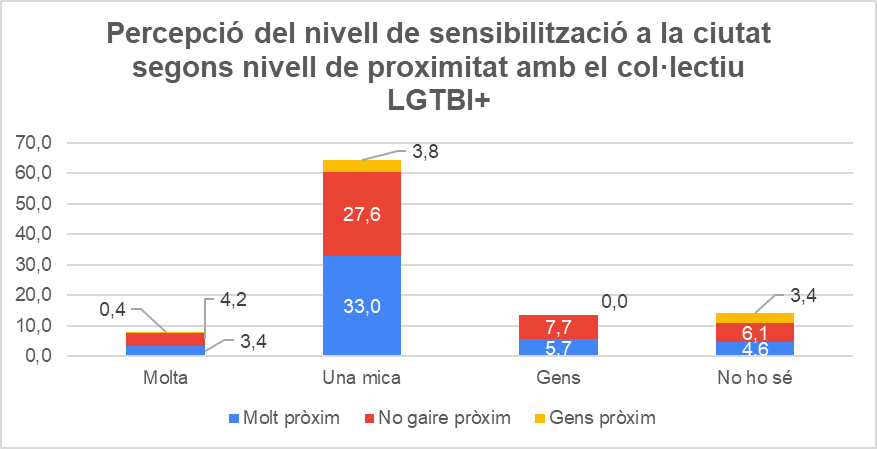 Percepció del nivell de sensibilització a la ciutat
segons nivell de proximitat amb el col·lectiu
LGTBI+
70,0
60,0
50,0
40,0
30,0
20,0
10,0
0,0
0,4
4,2
3,4
3,8
27,6
33,0
0,0
7,7
5,7
3,4
6,1
4,6
Molta
Una mica
Gens
No ho sé
Molt pròxim
No gaire pròxim
Gens pròxim